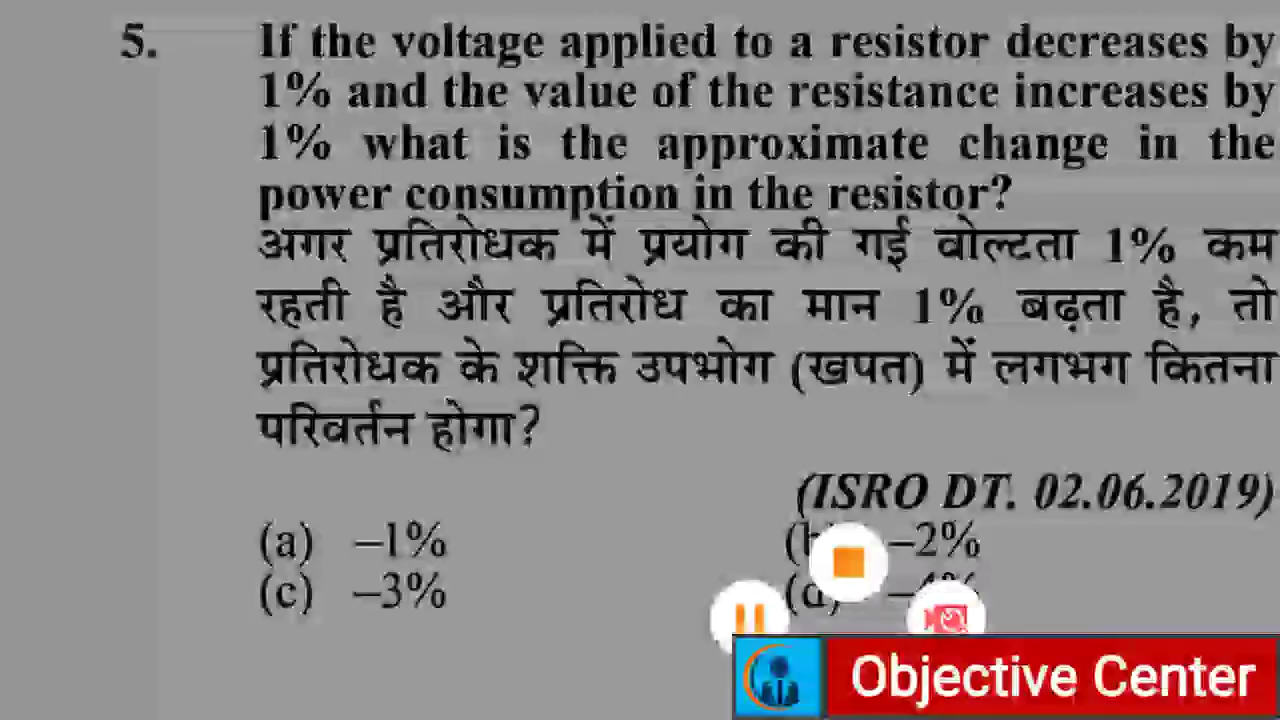 5. If the voltage applied to a resistor decreases by
1% and the value of the resistance increases by
1% what is the approximate change in the
power consumption in the resistor?
अगर प्रतिरोधक में प्रयोग की गई वोल्टता 1% कम
रहती है और प्रतिरोध का मान 1% बढ़ता है, तो
प्रतिरोधक के शक्ति उपभोग (खपत) में लगभग कितना
परिवर्तन होगा?
(ISRO DT. 02.06.2019)
(a) –1% –2%
(c) –3% (d)
Objective Center